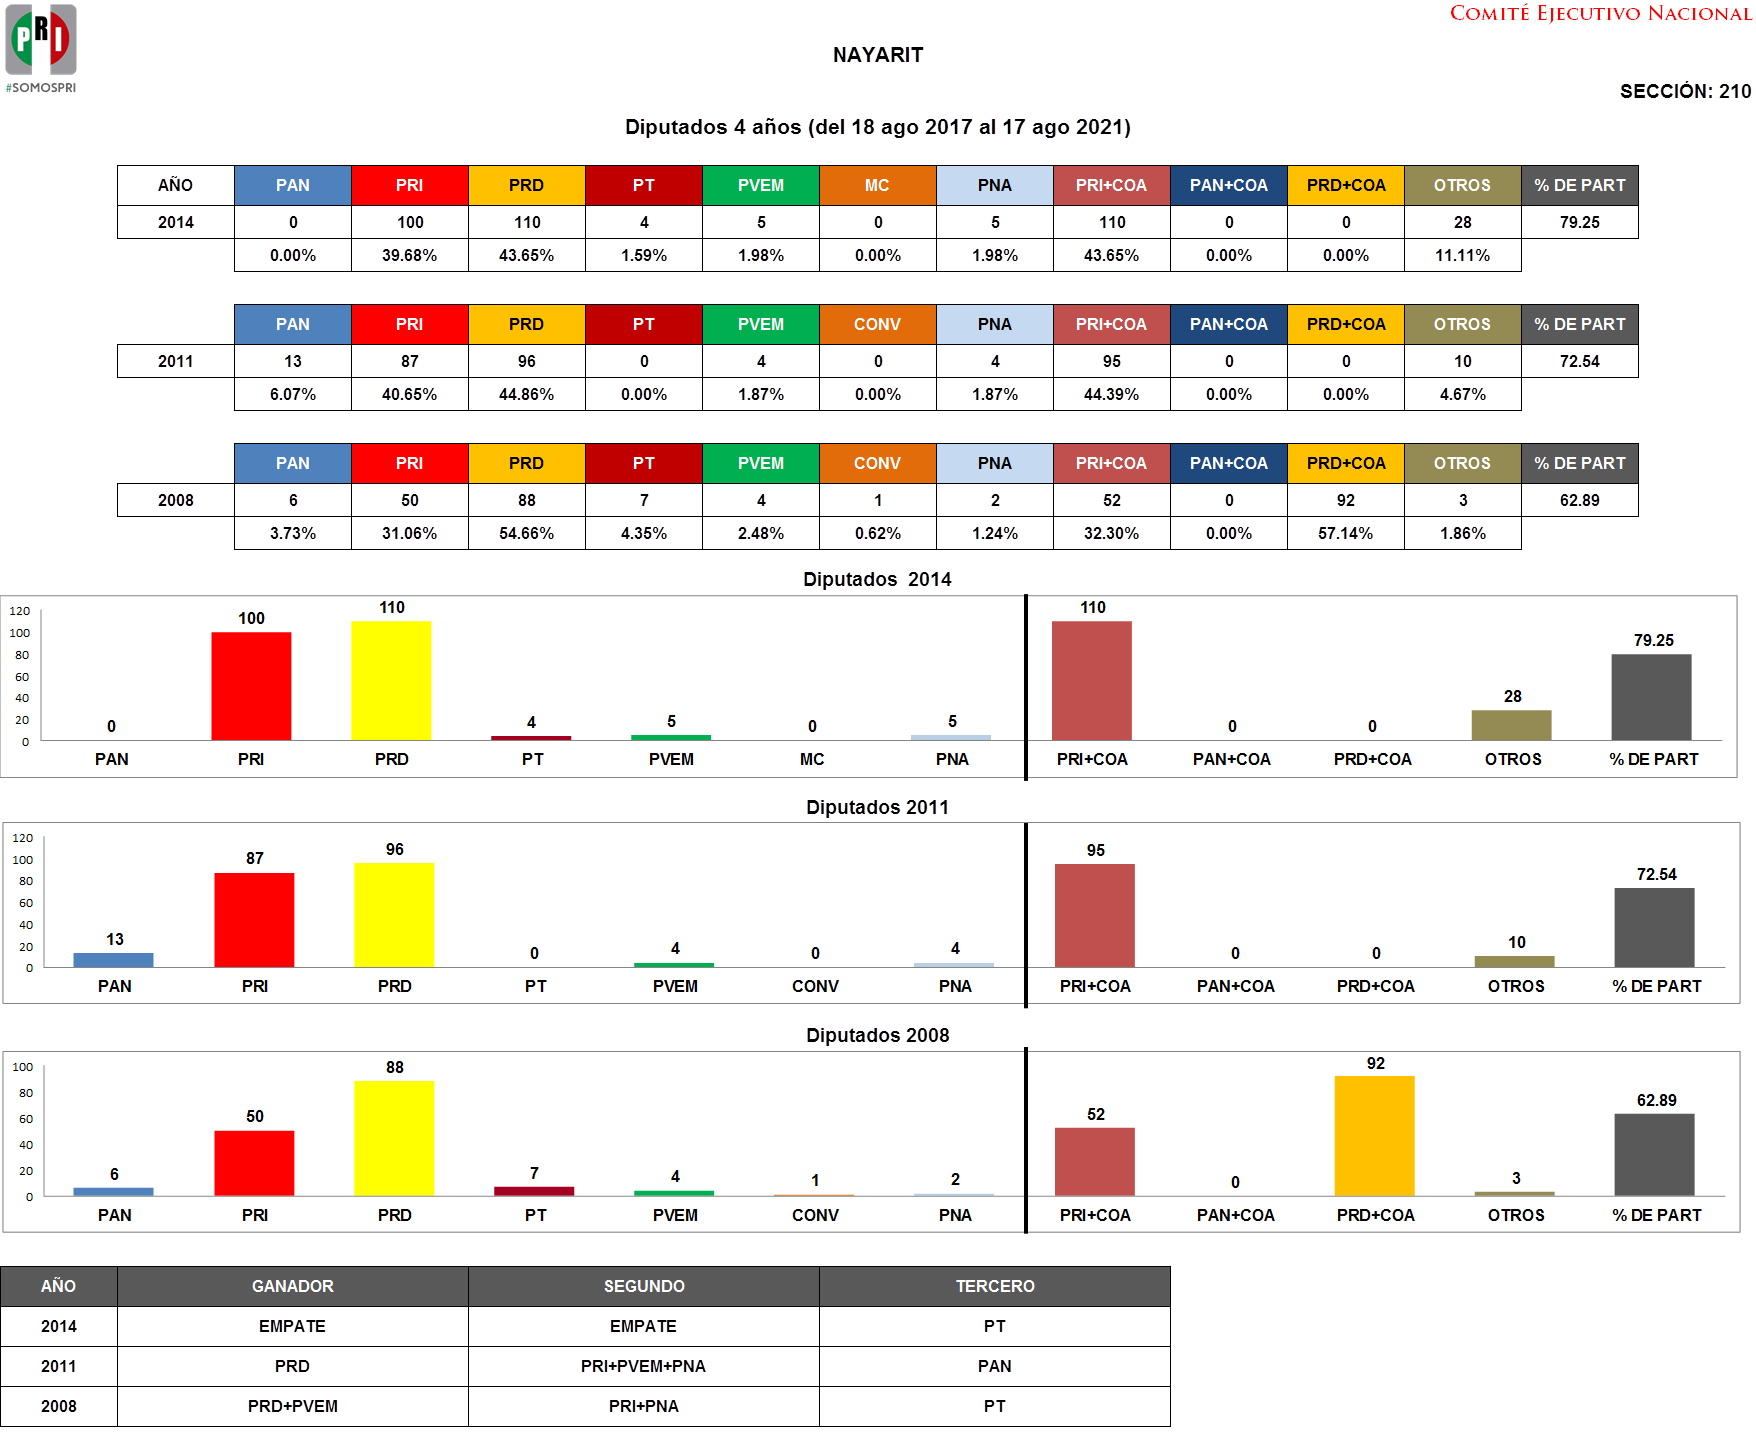 PRI
#SOMOSPRI
COMITÉ EJECUTIVO NACIONAL
NAYARIT
SECCIÓN: 210
Diputados 4 años (del 18 ago 2017 al 17 ago 2021)
AÑO PAN PRI PRD PT PVEM MC PNA PRI+COA PAN+COA PRD+COA OTROS % DE PART
2014 0 100 110 4 5 0 5 110 0 0 28 79.25
0.00% 39.68% 43.65% 1.59% 1.98% 0.00% 1.98% 43.65% 0.00% 0.00% 11.11%
PAN PRI PRD PT PVEM CONV PNA PRI+COA PAN+COA PRD+COA OTROS % DE PART
2011 13 87 96 0 4 0 4 95 0 0 10 72.54
6.07% 40.65% 44.86% 0.00% 1.87% 0.00% 1.87% 44.39% 0.00% 0.00% 4.67%
PAN PRI PRD PT PVEM CONV PNA PRI+COA PAN+COA PRD+COA OTROS % DE PART
2008 6 50 88 7 4 1 2 52 0 92 3 62.89
3.73% 31.06% 54.66% 4.35% 2.48% 0.62% 1.24% 32.30% 0.00% 57.14% 1.86%
Diputados 2014
120
100
80
60
40
20
0
0 100 110 4 5 0 5 110 0 0 28 79.25
PAN PRI PRD PT PVEM MC PNA PRI+COA PAN+COA PRD+COA OTROS % DE PART
Diputados 2011
120
100
80
60
40
20
0
13 87 96 0 4 0 4 95 0 0 10 72.54
PAN PRI PRD PT PVEM CONV PNA PRI+COA PAN+COA PRD+COA OTROS % DE PART
Diputados 2008
100
80
60
40
20
0
6 50 88 7 4 1 2 52 0 92 3 62.89
PAN PRI PRD PT PVEM CONV PNA PRI+COA PAN+COA PRD+COA OTROS % DE PART
AÑO GANADOR SEGUNDO TERCERO
2014 EMPATE EMPATE PT
2011 PRD PRI+PVEM+PNA PAN
2008 PRD+PVEM PRI+PNA PT